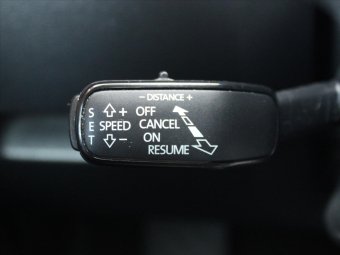 - DISTANCE +
S ⇧ + OFF
E SPEED CANCEL
T ⇩ - ON
RESUME